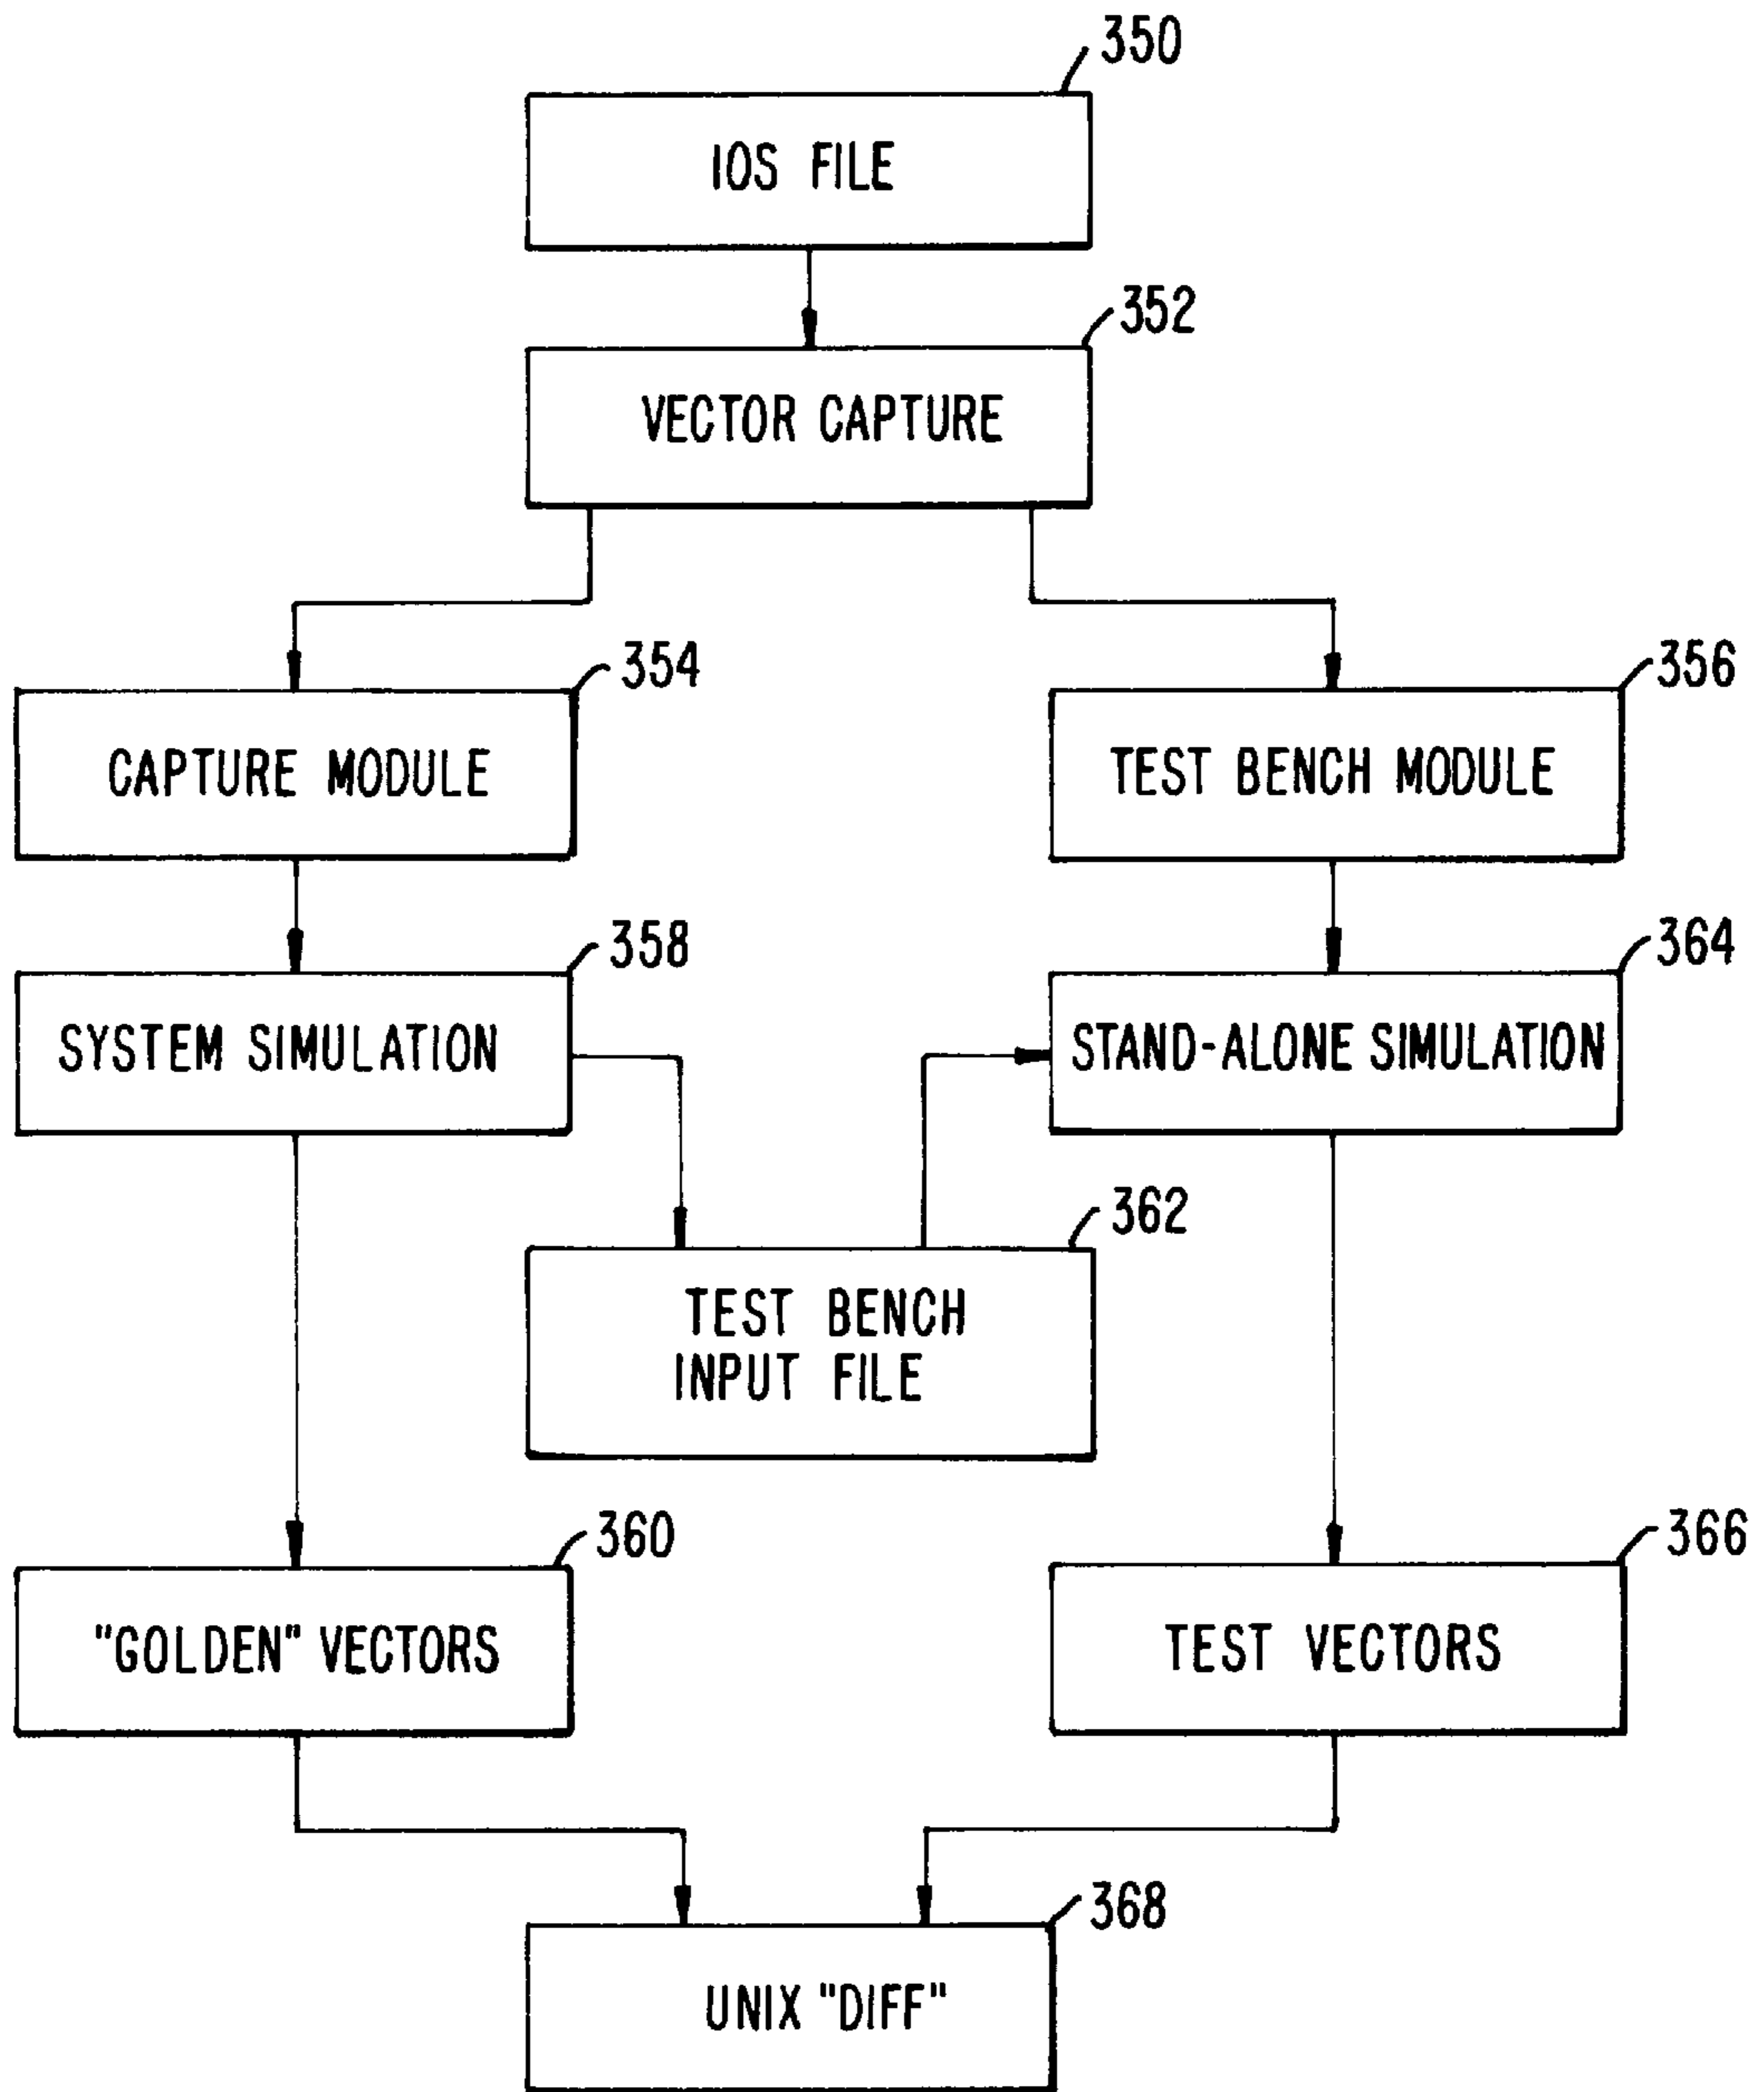 350
IOS FILE
352
VECTOR CAPTURE
354
356
CAPTURE MODULE
TEST BENCH MODULE
358
364
SYSTEM SIMULATION
STAND-ALONE SIMULATION
362
TEST BENCH
INPUT FILE
360
366
"GOLDEN" VECTORS
TEST VECTORS
368
UNIX "DIFF"